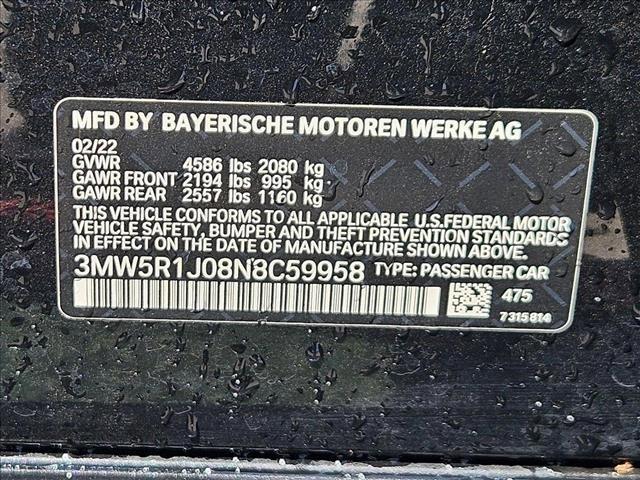 MFD BY BAYERISCHE MOTOREN WERKE AG
02/22
GVWR 4586 lbs 2080 kg
GAWR FRONT 2194 lbs 995 kg
GAWR REAR 2557 lbs 1160 kg
THIS VEHICLE CONFORMS TO ALL APPLICABLE U.S.FEDERAL MOTOR
VEHICLE SAFETY, BUMPER AND THEFT PREVENTION STANDARDS
IN EFFECT ON THE DATE OF MANUFACTURE SHOWN ABOVE.
3MW5R1J08N8C59958 TYPE: PASSENGER CAR
475
7315814